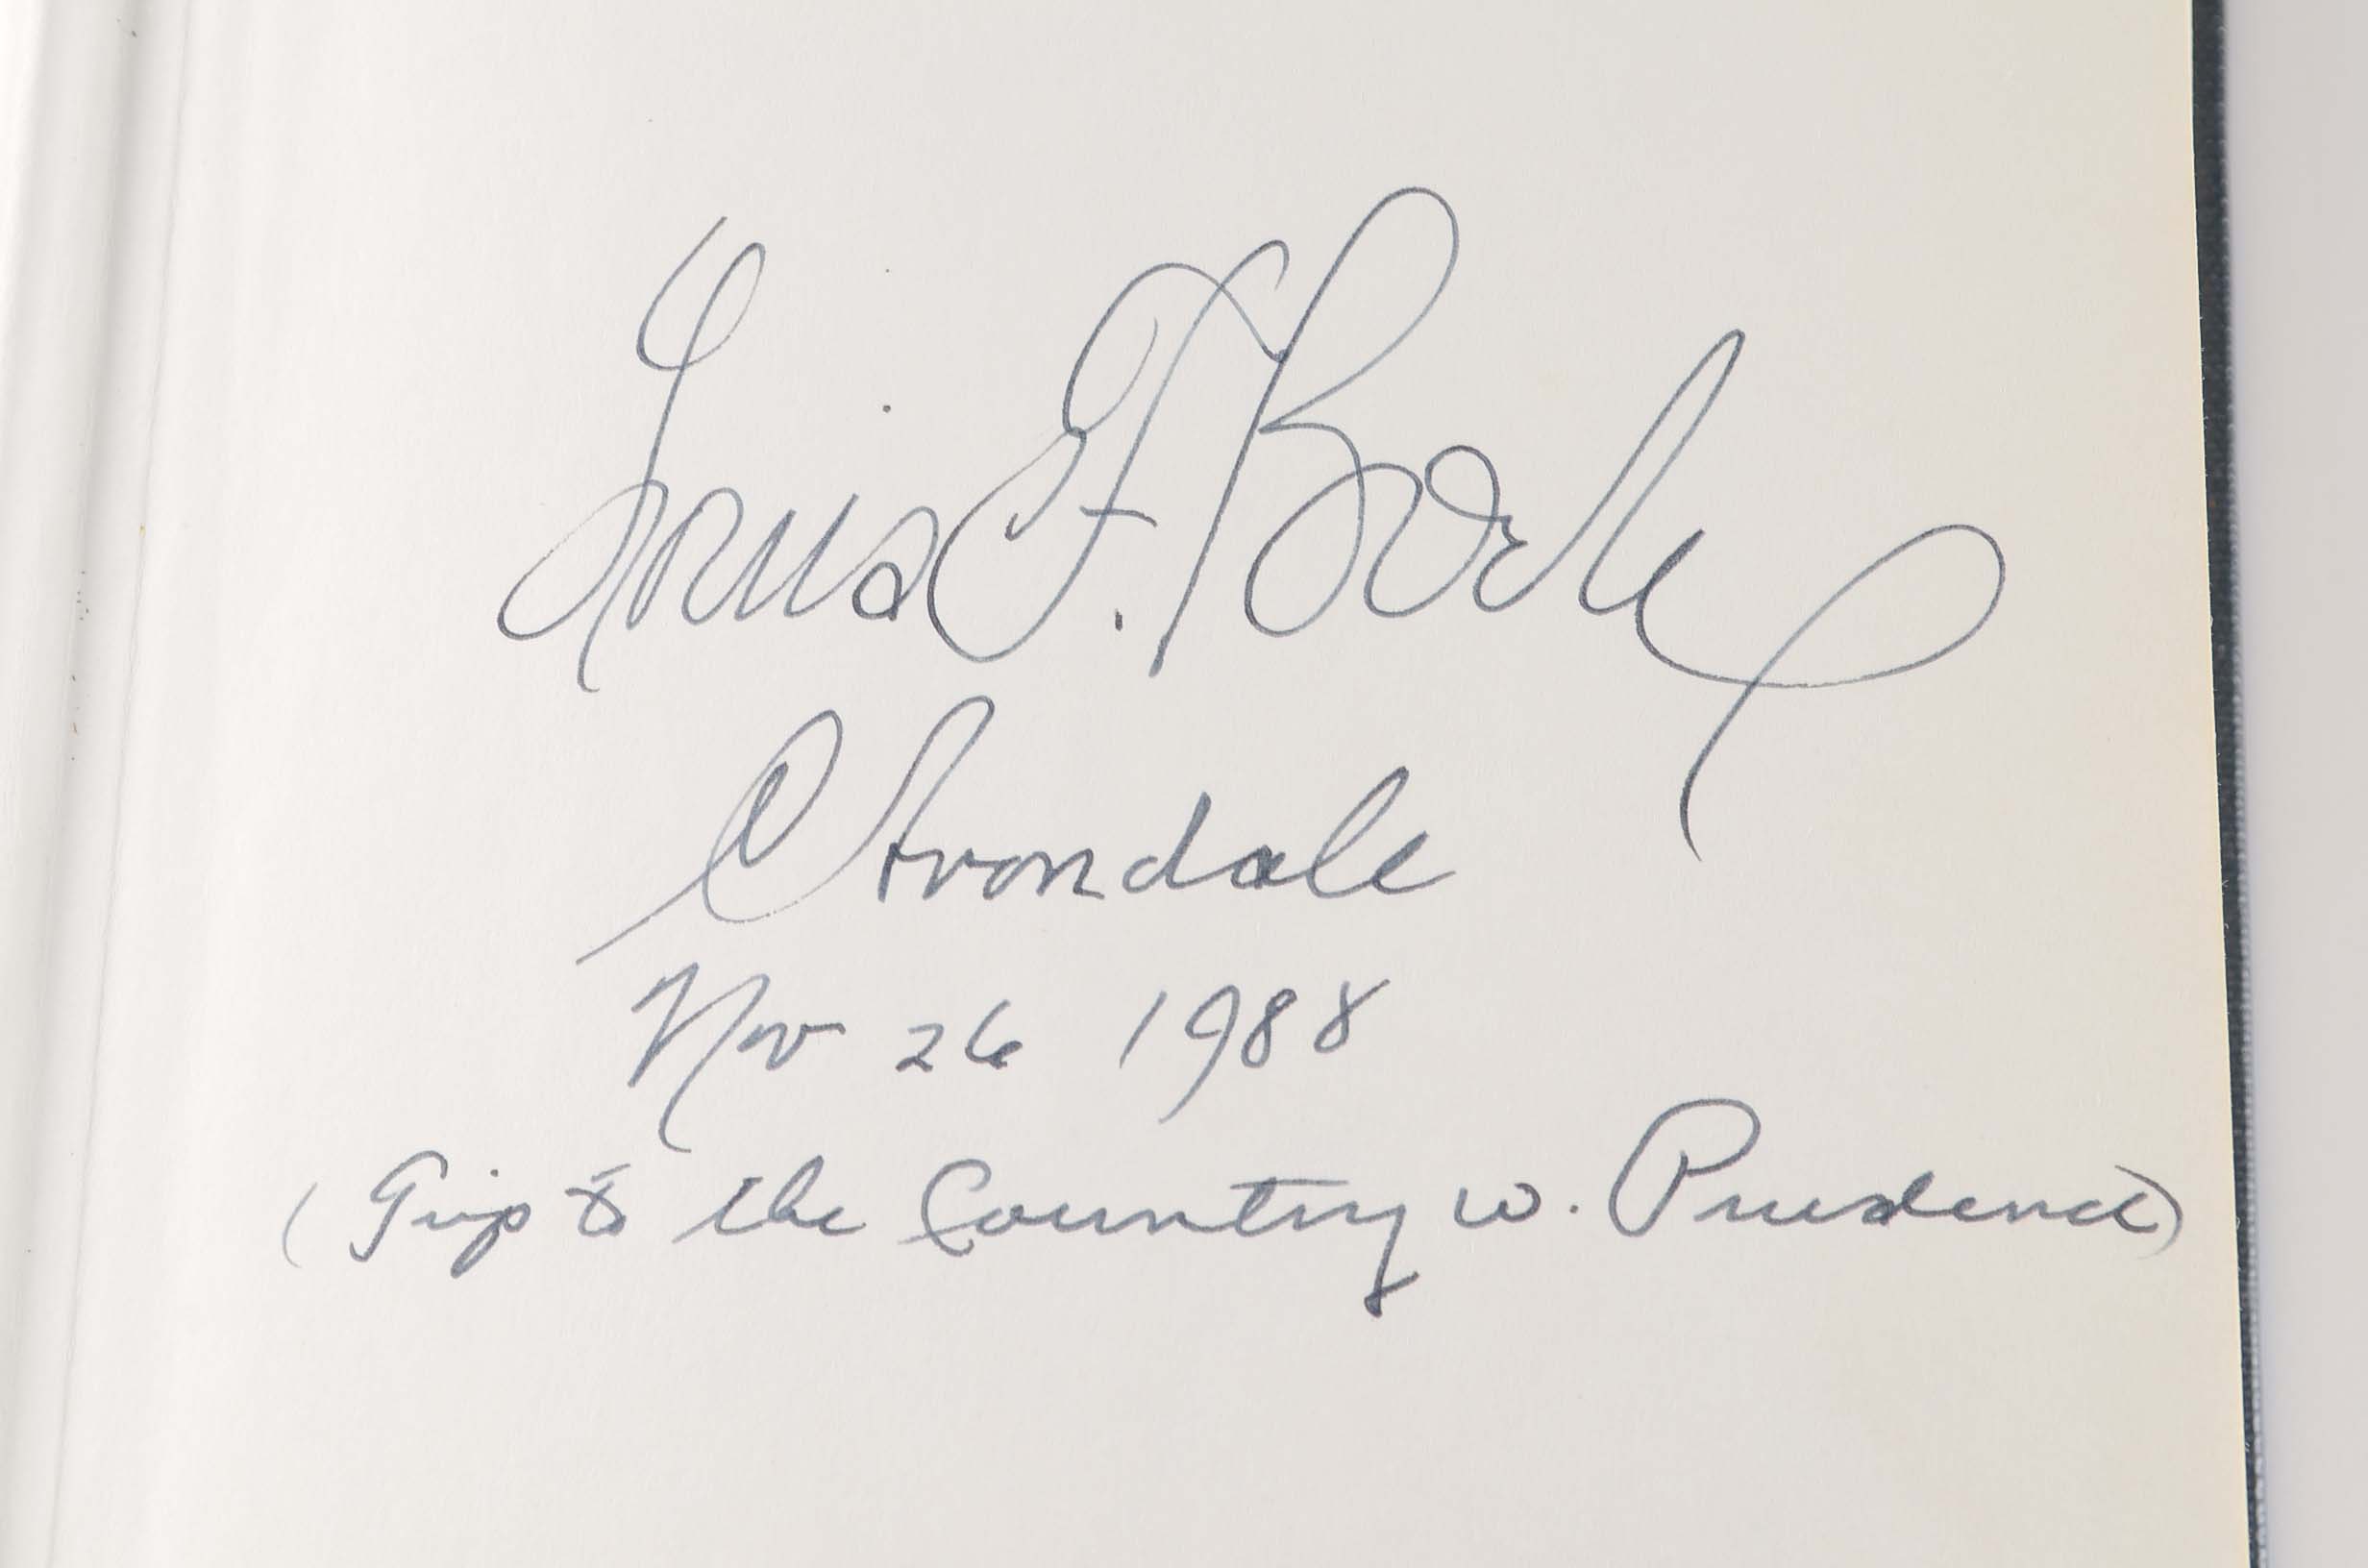 F.
Avondale
Nov 26 1988
(Trip to the Country w. Prudence)